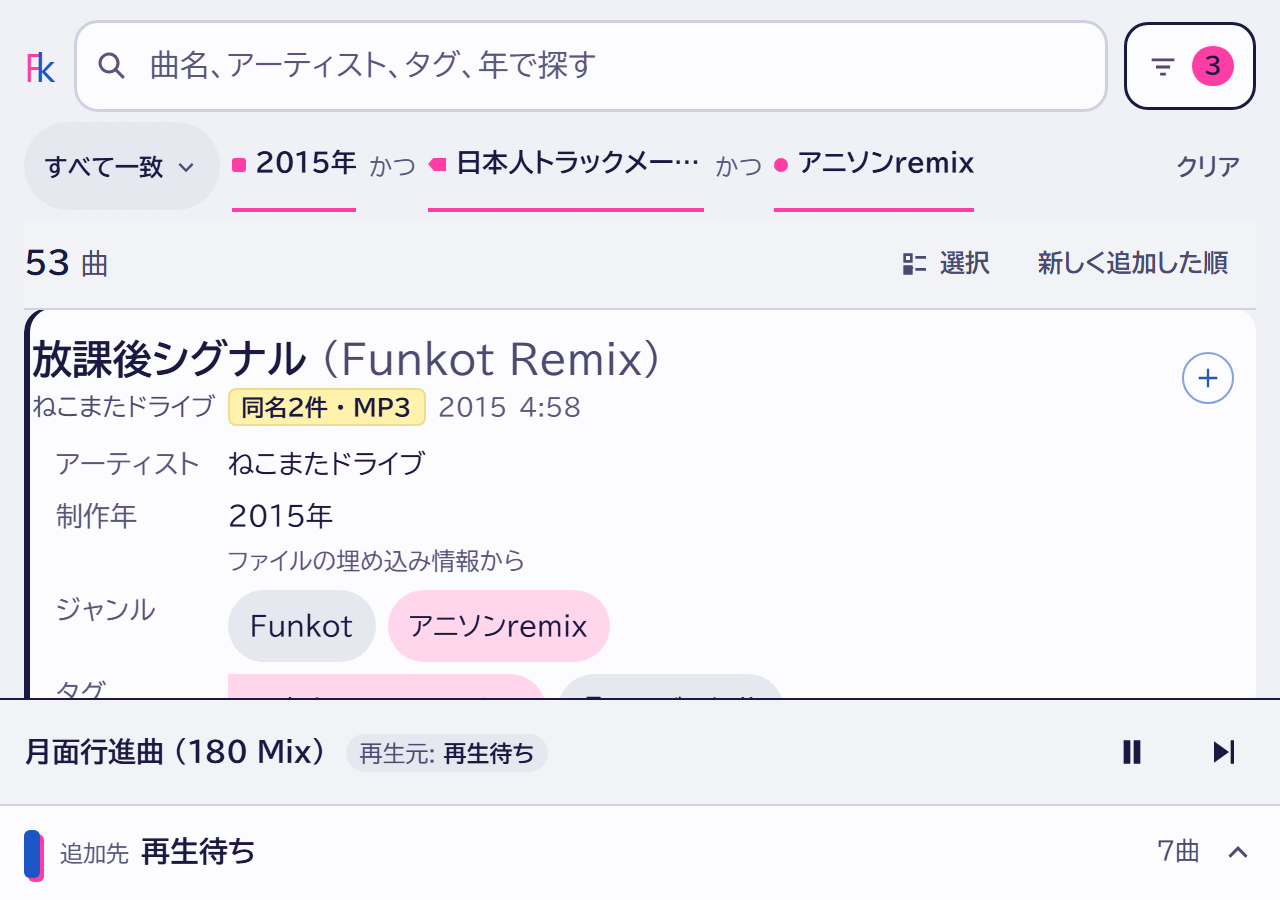 Fk 曲名、アーティスト、タグ、年で探す 3
すべて一致 2015年 かつ 日本人トラックメー… かつ アニソンremix クリア
53 曲 選択 新しく追加した順
放課後シグナル（Funkot Remix）
ねこまたドライブ 同名2件・MP3 2015 4:58
アーティスト ねこまたドライブ
制作年 2015年
ファイルの埋め込み情報から
ジャンル Funkot アニソンremix
タグ
月面行進曲（180 Mix） 再生元: 再生待ち
追加先 再生待ち 7曲